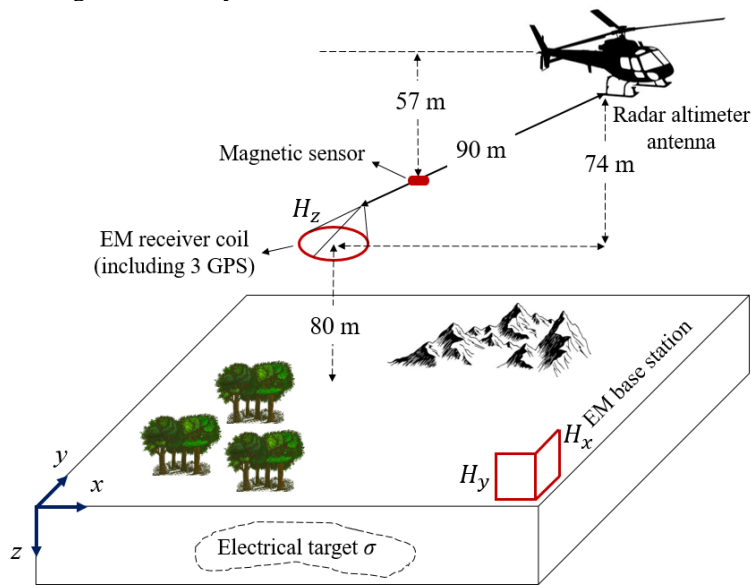 57 m
Radar altimeter
antenna
90 m
Magnetic sensor
74 m
H_z
EM receiver coil
(including 3 GPS)
80 m
EM base station
H_x
H_y
y
x
z
Electrical target σ